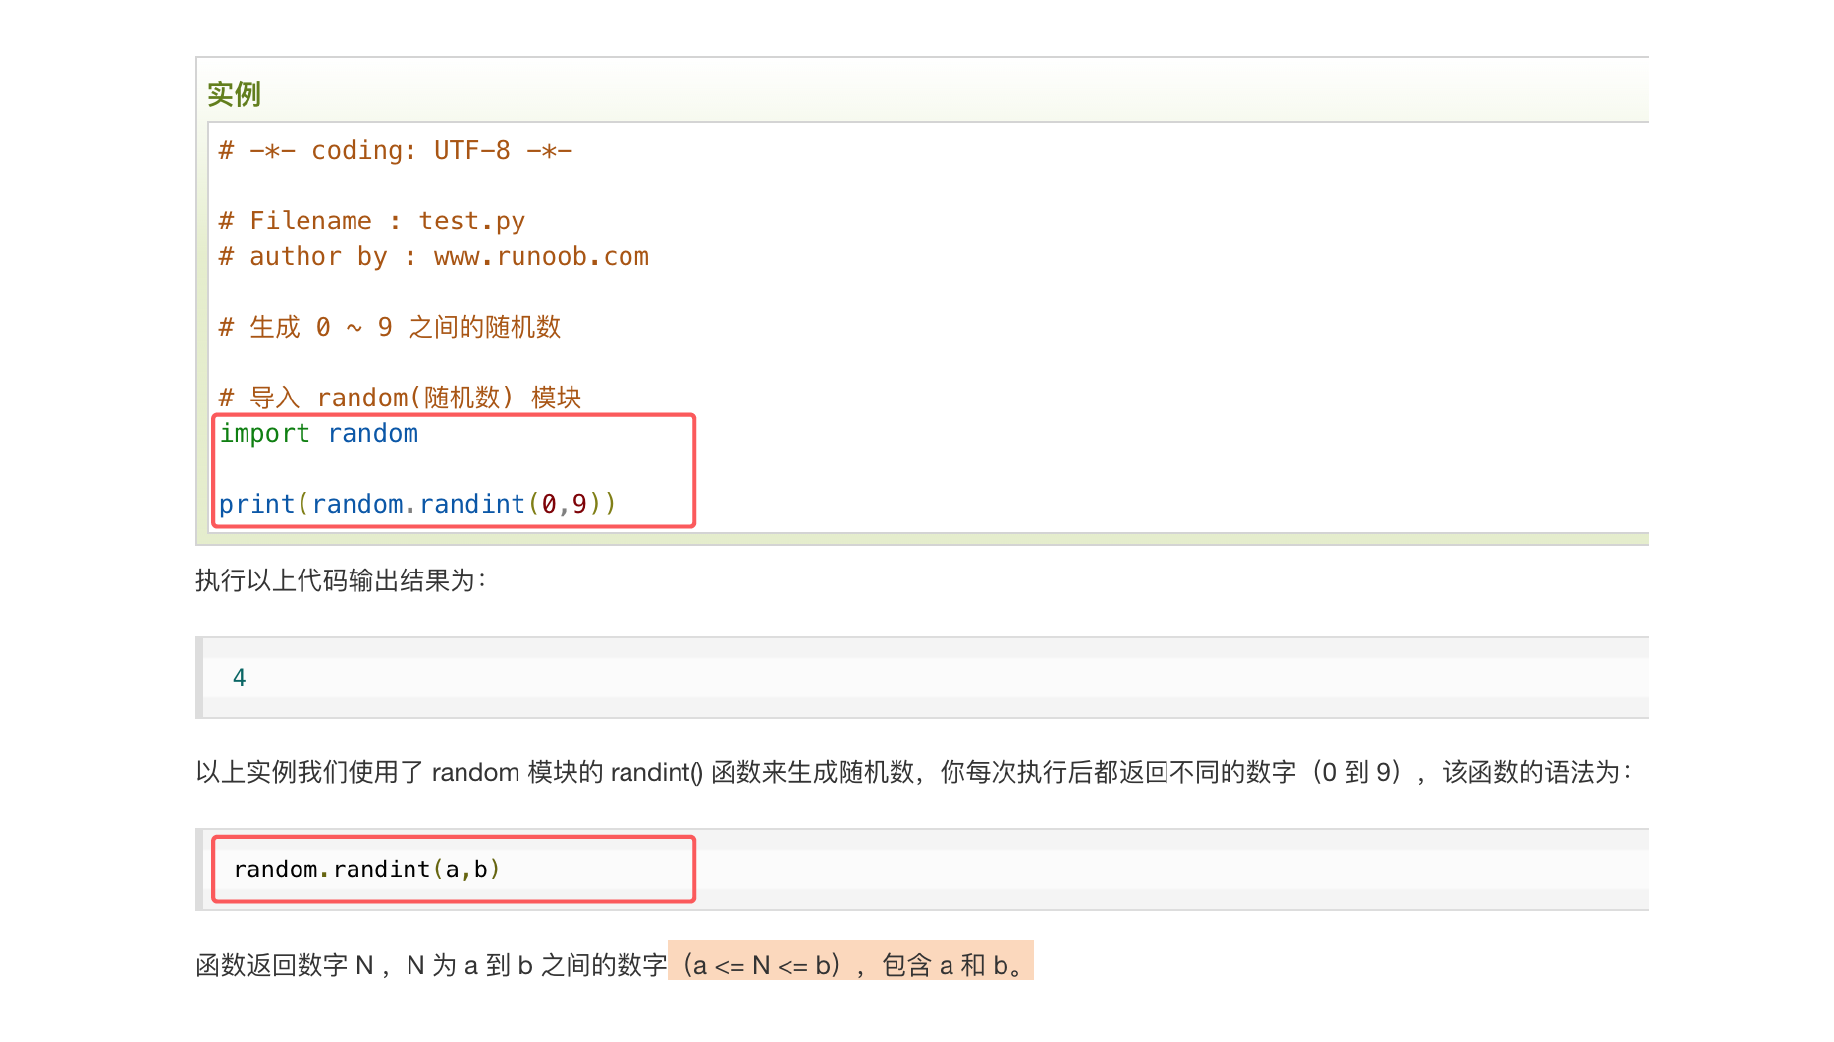 实例
# -*- coding: UTF-8 -*-
# Filename : test.py
# author by : www.runoob.com
# 生成 0 ~ 9 之间的随机数
# 导入 random(随机数) 模块
import random
print(random.randint(0,9))
执行以上代码输出结果为：
4
以上实例我们使用了 random 模块的 randint() 函数来生成随机数，你每次执行后都返回不同的数字（0 到 9），该函数的语法为：
random.randint(a,b)
函数返回数字 N ，N 为 a 到 b 之间的数字（a <= N <= b），包含 a 和 b。